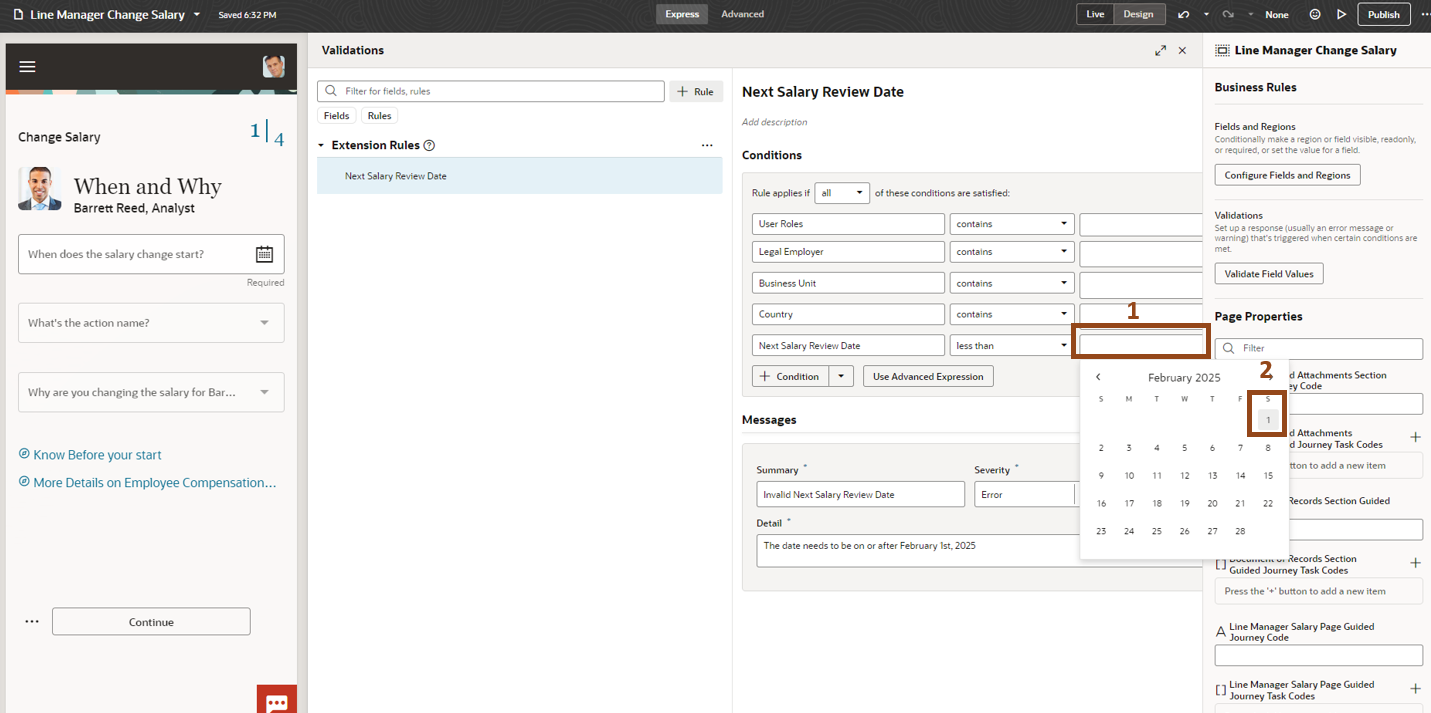 Line Manager Change Salary
Saved 6:32 PM
Express
Advanced
Live
Design
None
Publish
Change Salary
1
4
When and Why
Barrett Reed, Analyst
When does the salary change start?
Required
What's the action name?
Why are you changing the salary for Bar...
Know Before your start
More Details on Employee Compensation...
Continue
Validations
Filter for fields, rules
+ Rule
Fields
Rules
Extension Rules
Next Salary Review Date
Next Salary Review Date
Add description
Conditions
Rule applies if all of these conditions are satisfied:
User Roles contains
Legal Employer contains
Business Unit contains
Country contains
1
Next Salary Review Date less than
+ Condition
Use Advanced Expression
2
February 2025
S M T W T F S
1
2 3 4 5 6 7 8
9 10 11 12 13 14 15
16 17 18 19 20 21 22
23 24 25 26 27 28
Messages
Summary *
Invalid Next Salary Review Date
Severity *
Error
Detail *
The date needs to be on or after February 1st, 2025
Line Manager Change Salary
Business Rules
Fields and Regions
Conditionally make a region or field visible, readonly,
or required, or set the value for a field.
Configure Fields and Regions
Validations
Set up a response (usually an error message or
warning) that's triggered when certain conditions are
met.
Validate Field Values
Page Properties
Filter
d Attachments Section
ey Code
d Attachments
d Journey Task Codes
tton to add a new item
Records Section Guided
[] Document of Records Section
Guided Journey Task Codes
Press the '+' button to add a new item
A Line Manager Salary Page Guided
Journey Code
[] Line Manager Salary Page Guided
Journey Task Codes